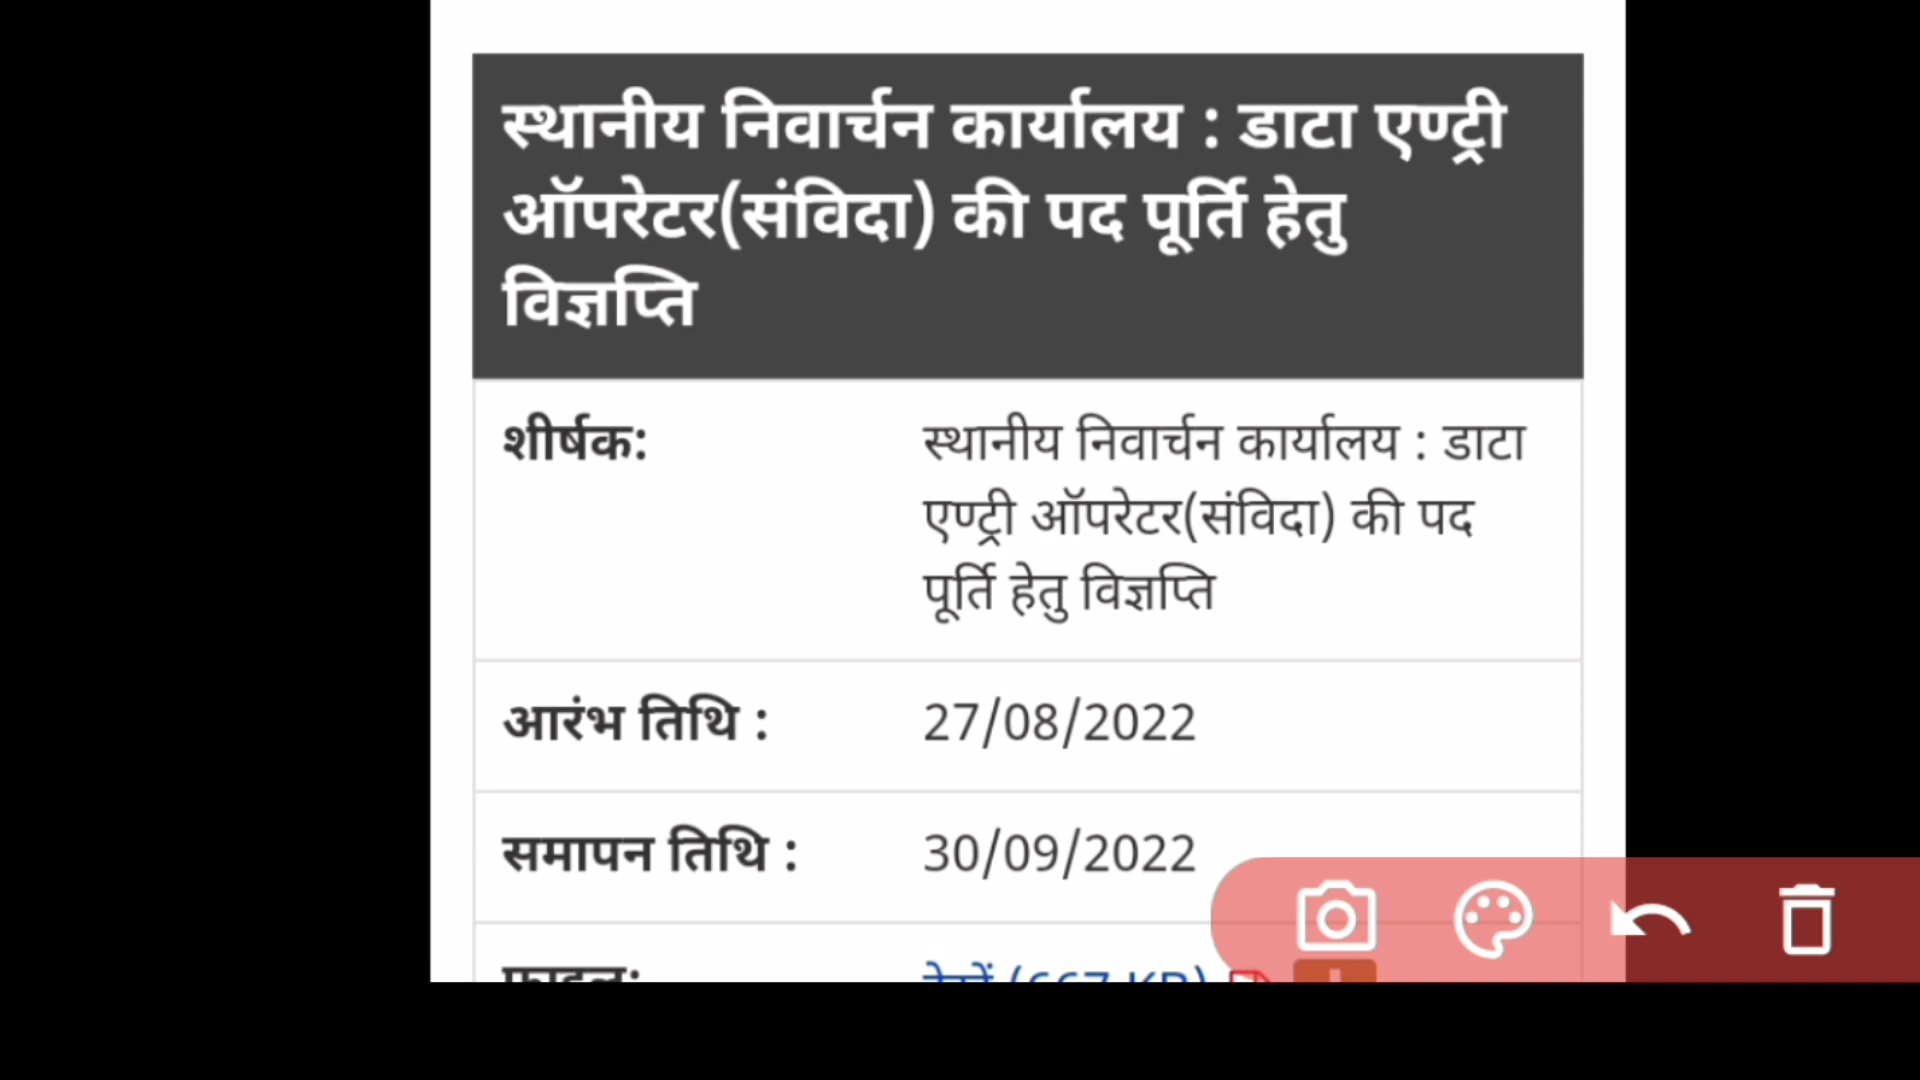 स्थानीय निवार्चन कार्यालय : डाटा एण्ट्री
ऑपरेटर(संविदा) की पद पूर्ति हेतु
विज्ञप्ति
शीर्षक:
स्थानीय निवार्चन कार्यालय : डाटा
एण्ट्री ऑपरेटर(संविदा) की पद
पूर्ति हेतु विज्ञप्ति
आरंभ तिथि :
27/08/2022
समापन तिथि :
30/09/2022